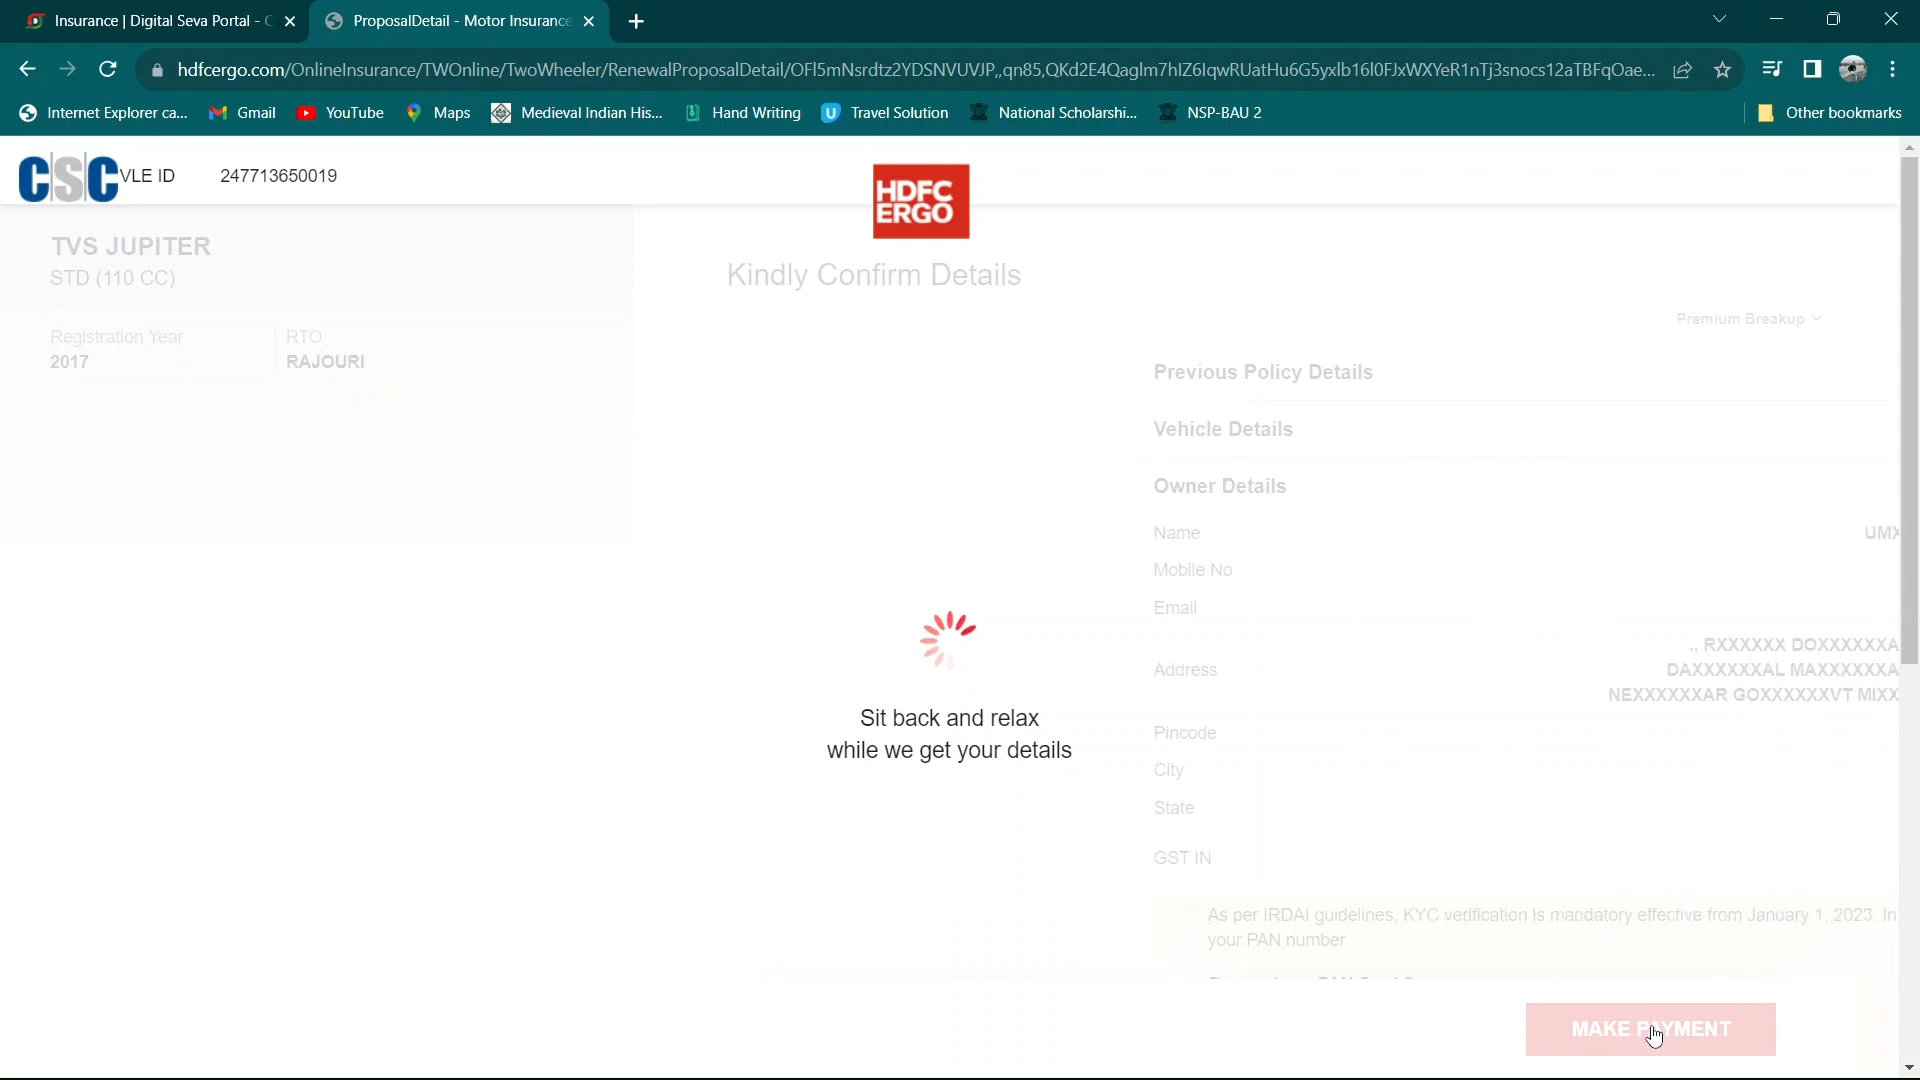 Insurance | Digital Seva Portal - C
ProposalDetail - Motor Insurance
hdfcergo.com/OnlineInsurance/TWOnline/TwoWheeler/RenewalProposalDetail/OFl5mNsrdtz2YDSNVUVJP,,qn85,QKd2E4Qaglm7hIZ6IqwRUatHu6G5yxlb16l0FJxWXYeR1nTj3snocs12aTBFqOae...
Internet Explorer ca...
Gmail
YouTube
Maps
Medieval Indian His...
Hand Writing
Travel Solution
National Scholarshi...
NSP-BAU 2
Other bookmarks
CSC
VLE ID 247713650019
HDFC
ERGO
TVS JUPITER
STD (110 CC)
Kindly Confirm Details
Registration Year
2017
RTO
RAJOURI
Premium Breakup
Previous Policy Details
Vehicle Details
Owner Details
Name UMX
Mobile No
Email
Address
., RXXXXXX DOXXXXXXA
DAXXXXXXAL MAXXXXXXA
NEXXXXXXAR GOXXXXXXVT MIXX
Pincode
City
State
GST IN
Sit back and relax
while we get your details
As per IRDAI guidelines, KYC verification is mandatory effective from January 1, 2023. In
your PAN number
MAKE PAYMENT